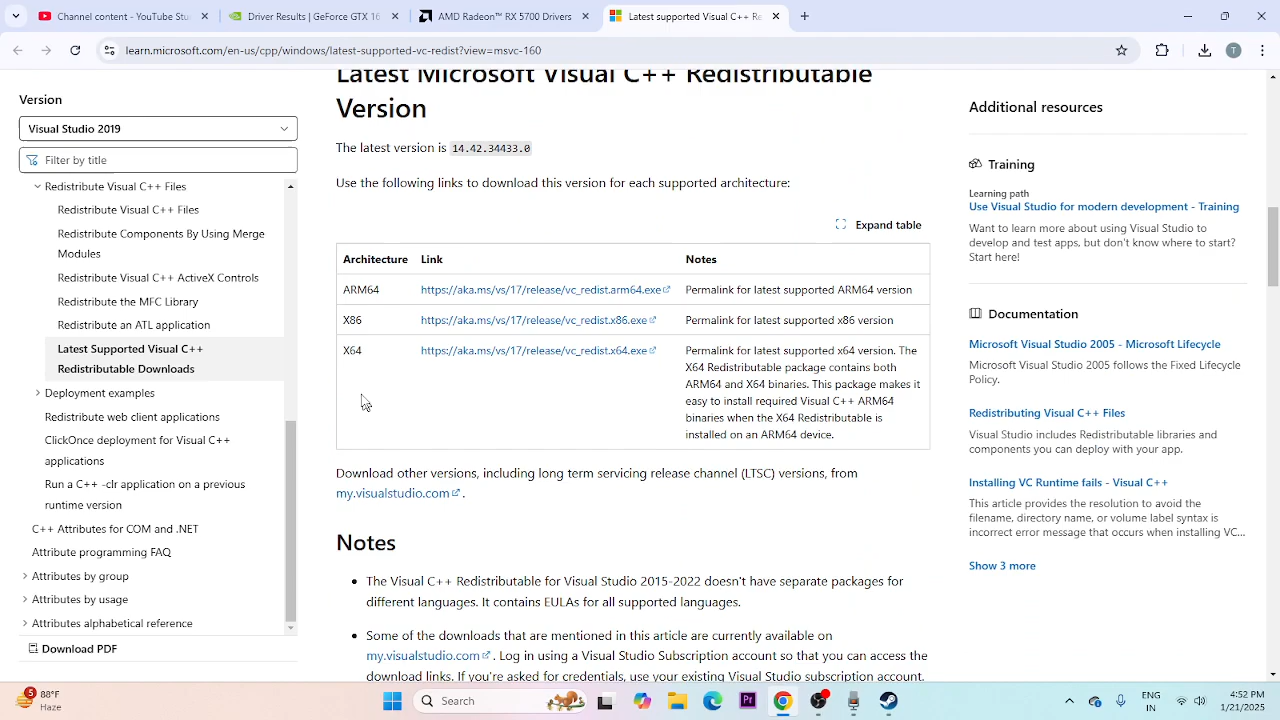 Channel content - YouTube S
Driver Results | GeForce GTX 16
AMD Radeon™ RX 5700 Drivers
Latest supported Visual C++ Re
learn.microsoft.com/en-us/cpp/windows/latest-supported-vc-redist?view=msvc-160
T
Version
Visual Studio 2019
Filter by title
Redistribute Visual C++ Files
Redistribute Visual C++ Files
Redistribute Components By Using Merge
Modules
Redistribute Visual C++ ActiveX Controls
Redistribute the MFC Library
Redistribute an ATL application
Latest Supported Visual C++
Redistributable Downloads
Deployment examples
Redistribute web client applications
ClickOnce deployment for Visual C++
applications
Run a C++ -clr application on a previous
runtime version
C++ Attributes for COM and .NET
Attribute programming FAQ
Attributes by group
Attributes by usage
Attributes alphabetical reference
Download PDF
Latest Microsoft Visual C++ Redistributable
Version
The latest version is 14.42.34433.0
Use the following links to download this version for each supported architecture:
Expand table
Architecture Link Notes
ARM64 https://aka.ms/vs/17/release/vc_redist.arm64.exe Permalink for latest supported ARM64 version
X86 https://aka.ms/vs/17/release/vc_redist.x86.exe Permalink for latest supported x86 version
X64 https://aka.ms/vs/17/release/vc_redist.x64.exe Permalink for latest supported x64 version. The
X64 Redistributable package contains both
ARM64 and X64 binaries. This package makes it
easy to install required Visual C++ ARM64
binaries when the X64 Redistributable is
installed on an ARM64 device.
Download other versions, including long term servicing release channel (LTSC) versions, from
my.visualstudio.com.
Notes
The Visual C++ Redistributable for Visual Studio 2015-2022 doesn't have separate packages for
different languages. It contains EULAs for all supported languages.
Some of the downloads that are mentioned in this article are currently available on
my.visualstudio.com. Log in using a Visual Studio Subscription account so that you can access the
download links. If you're asked for credentials, use your existing Visual Studio subscription account.
Additional resources
Training
Learning path
Use Visual Studio for modern development - Training
Want to learn more about using Visual Studio to
develop and test apps, but don't know where to start?
Start here!
Documentation
Microsoft Visual Studio 2005 - Microsoft Lifecycle
Microsoft Visual Studio 2005 follows the Fixed Lifecycle
Policy.
Redistributing Visual C++ Files
Visual Studio includes Redistributable libraries and
components you can deploy with your app.
Installing VC Runtime fails - Visual C++
This article provides the resolution to avoid the
filename, directory name, or volume label syntax is
incorrect error message that occurs when installing VC...
Show 3 more
5
88°F
Haze
Search
Pr
ENG
IN
4:52 PM
1/21/2025